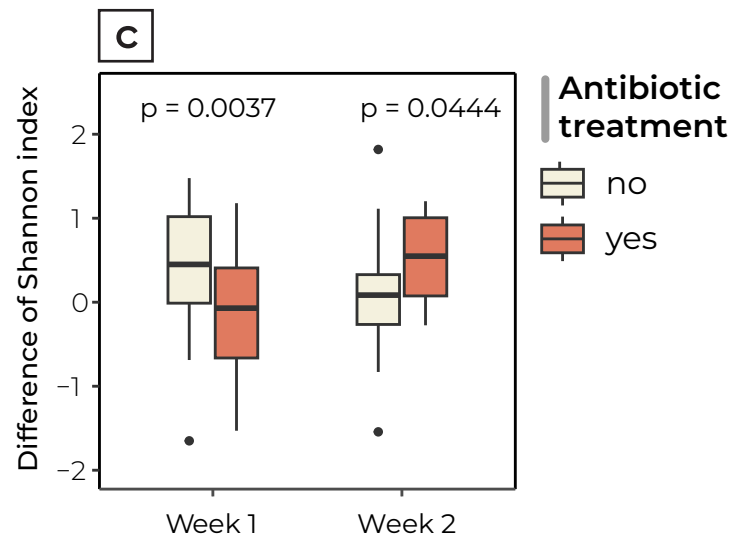 C
Difference of Shannon index
p = 0.0037
p = 0.0444
2
1
0
−1
−2
Week 1
Week 2
Antibiotic
treatment
no
yes